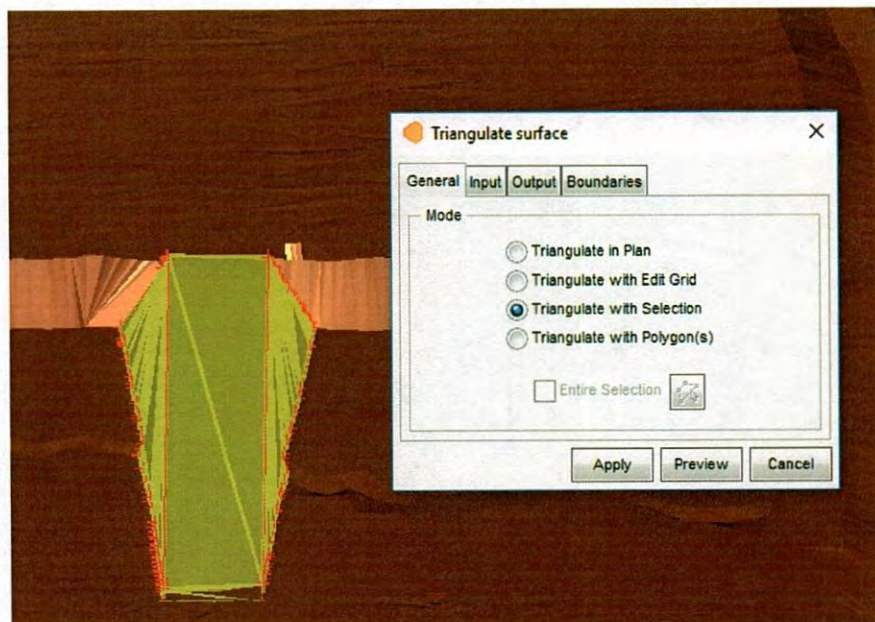 Triangulate surface
General Input Output Boundaries
Mode
Triangulate in Plan
Triangulate with Edit Grid
Triangulate with Selection
Triangulate with Polygon(s)
Entire Selection
Apply Preview Cancel